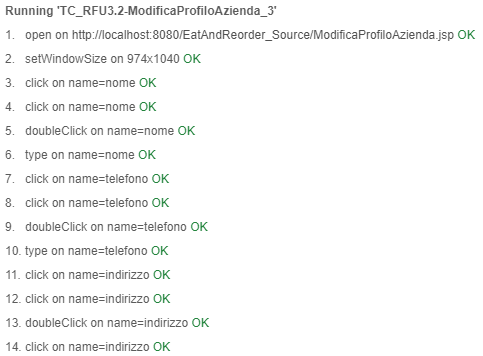 Running 'TC_RFU3.2-ModificaProfiloAzienda_3'
1. open on http://localhost:8080/EatAndReorder_Source/ModificaProfiloAzienda.jsp OK
2. setWindowSize on 974x1040 OK
3. click on name=nome OK
4. click on name=nome OK
5. doubleClick on name=nome OK
6. type on name=nome OK
7. click on name=telefono OK
8. click on name=telefono OK
9. doubleClick on name=telefono OK
10. type on name=telefono OK
11. click on name=indirizzo OK
12. click on name=indirizzo OK
13. doubleClick on name=indirizzo OK
14. click on name=indirizzo OK